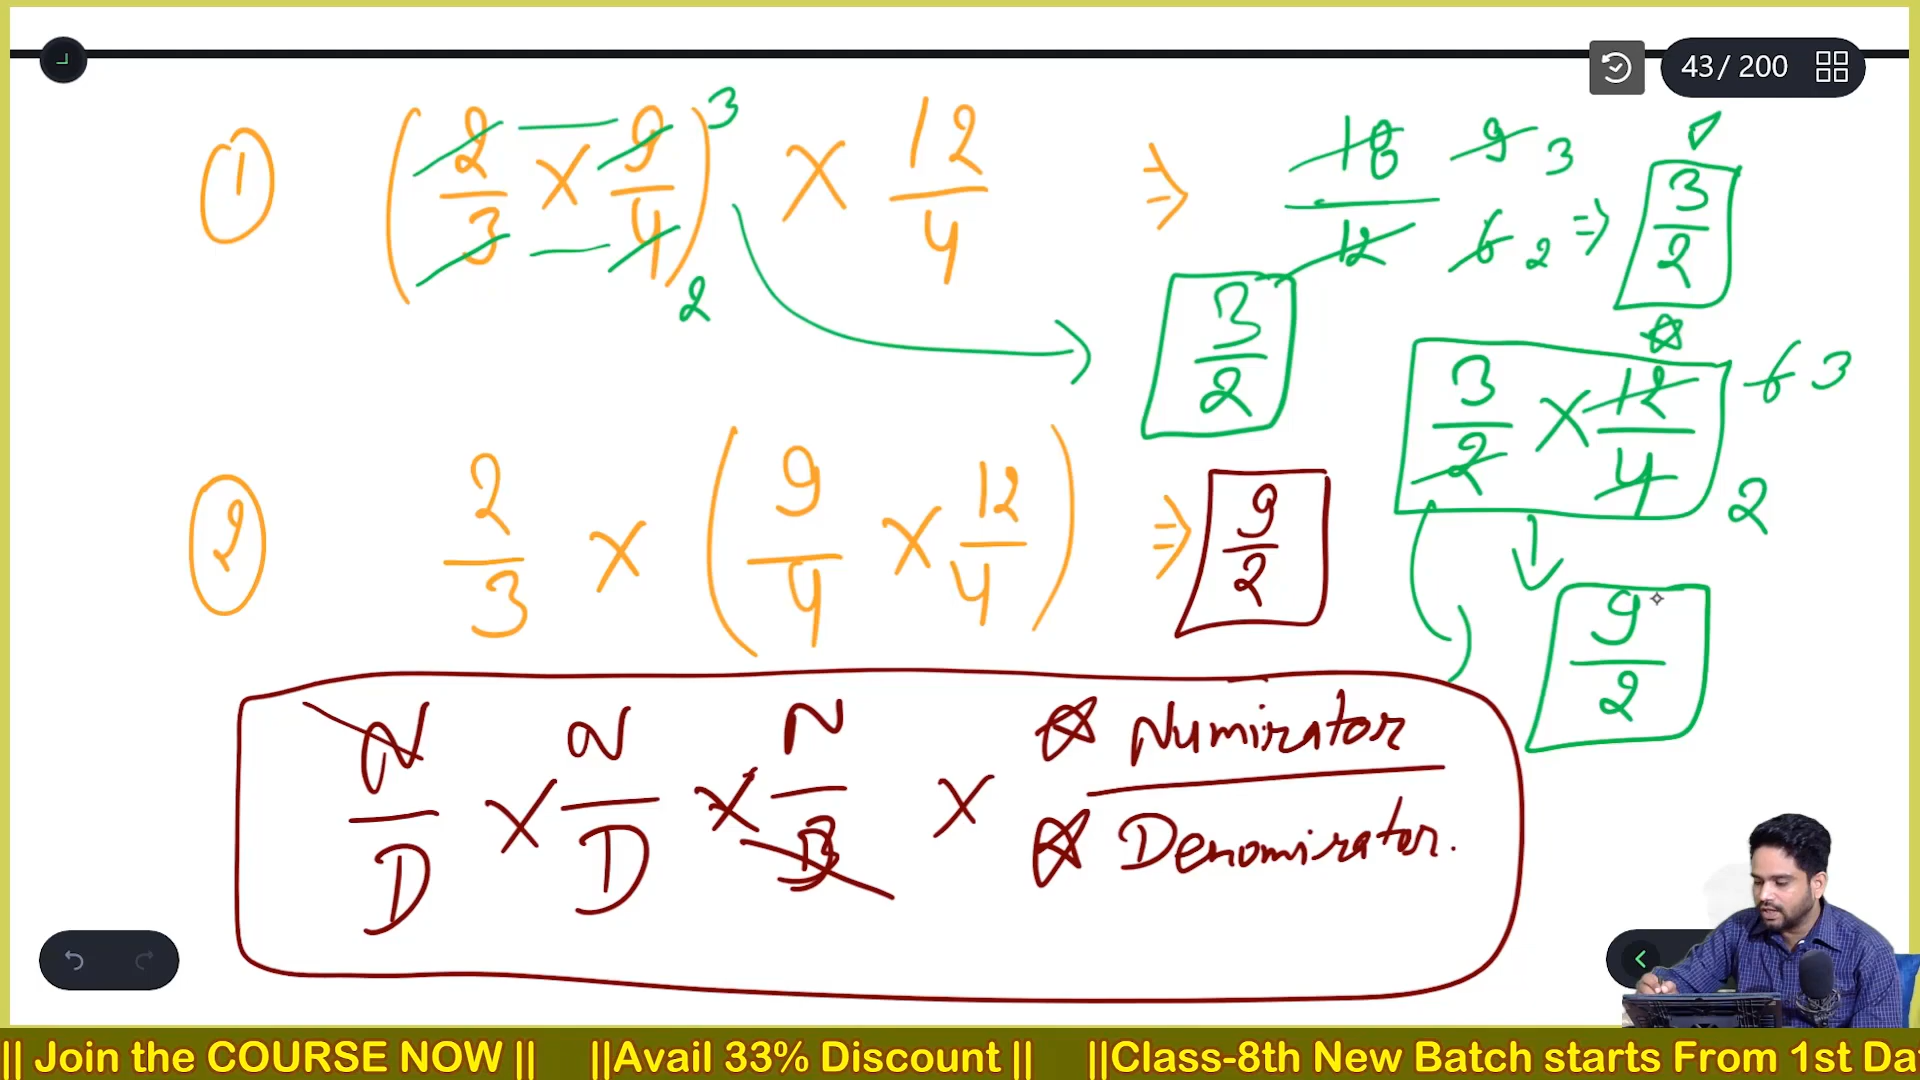 43/ 200
① (2/3 × 9/4) 3 2 × 12/4 ⇒ 18/12 9 3 6 2 ⇒ 3/2
3/2
3/2 × 12/4 6 3 2
② 2/3 × (9/4 × 12/4) ⇒ 9/2
9/2
N/D × N/D × N/D × Numirator/Denomirator.
|| Join the COURSE NOW || ||Avail 33% Discount || ||Class-8th New Batch starts From 1st Da